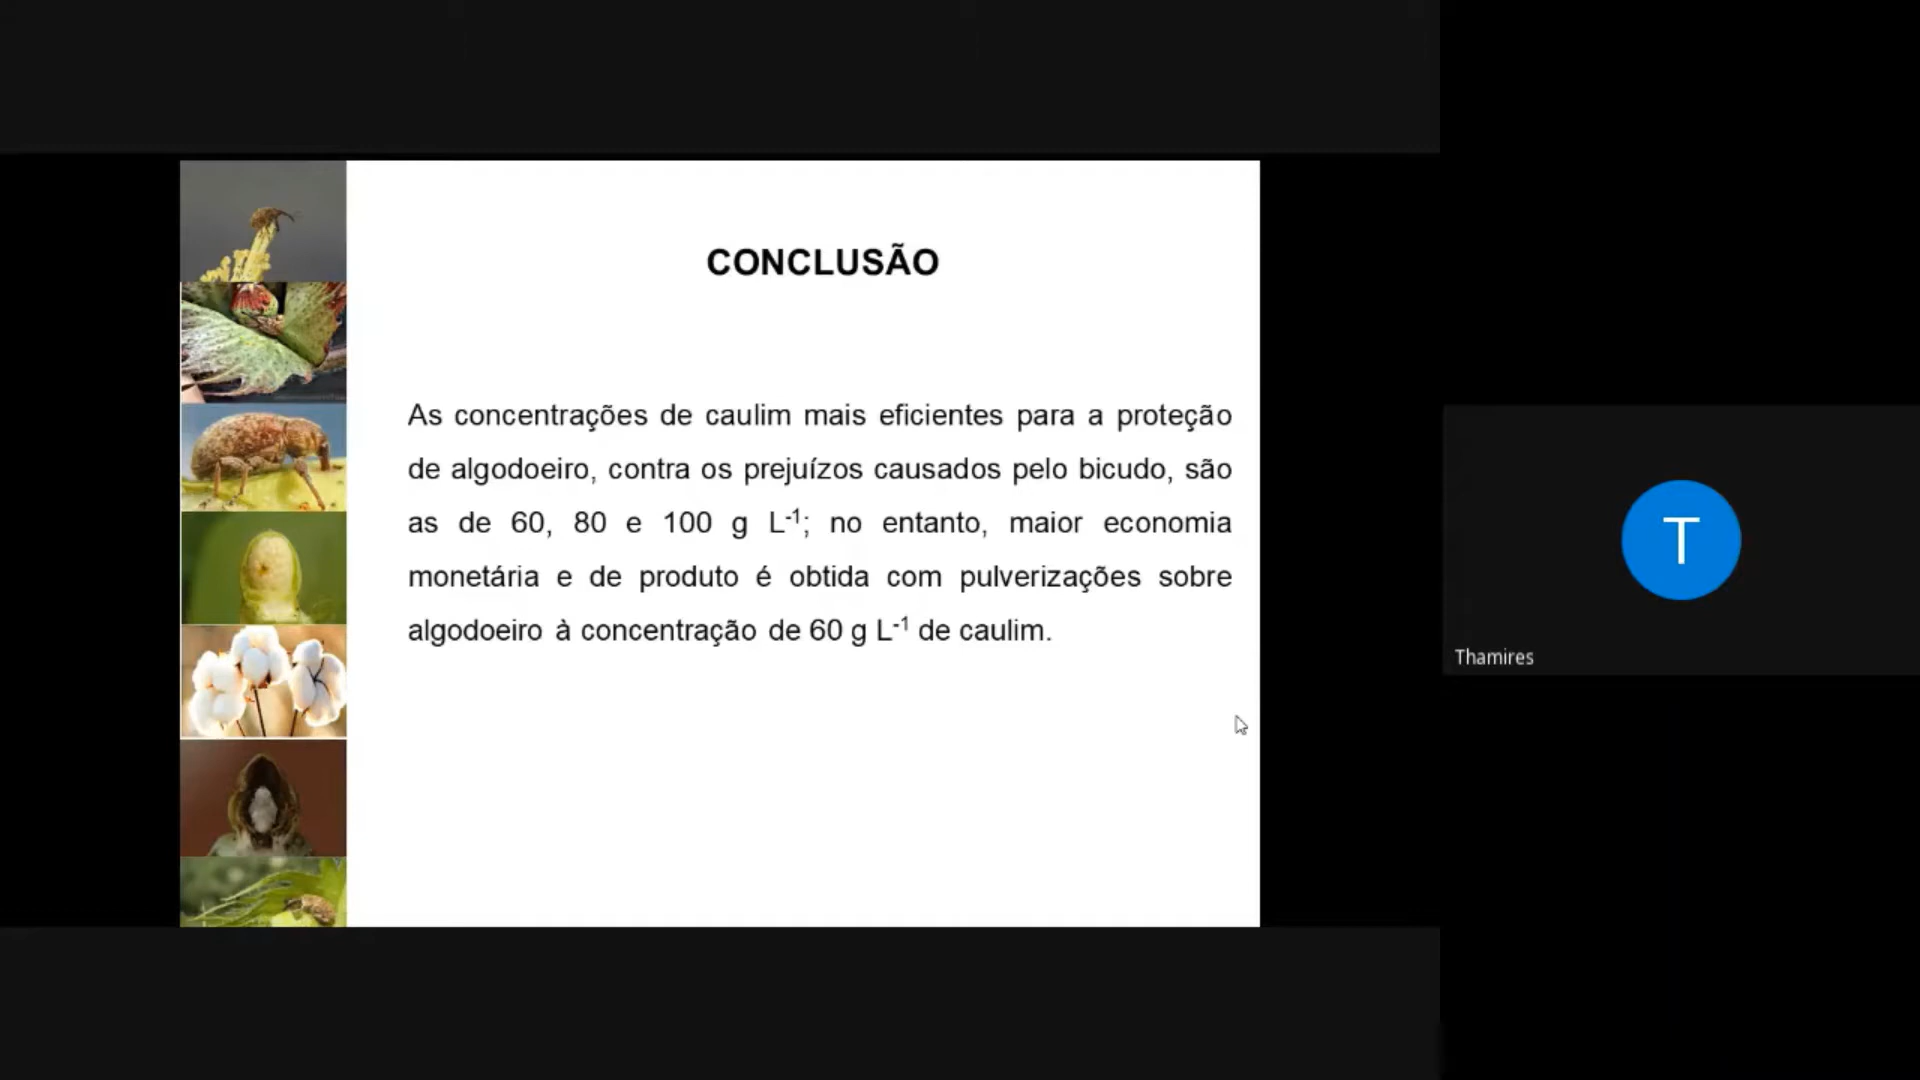 CONCLUSÃO
As concentrações de caulim mais eficientes para a proteção
de algodoeiro, contra os prejuízos causados pelo bicudo, são
as de 60, 80 e 100 g L⁻¹; no entanto, maior economia
monetária e de produto é obtida com pulverizações sobre
algodoeiro à concentração de 60 g L⁻¹ de caulim.
T
Thamires